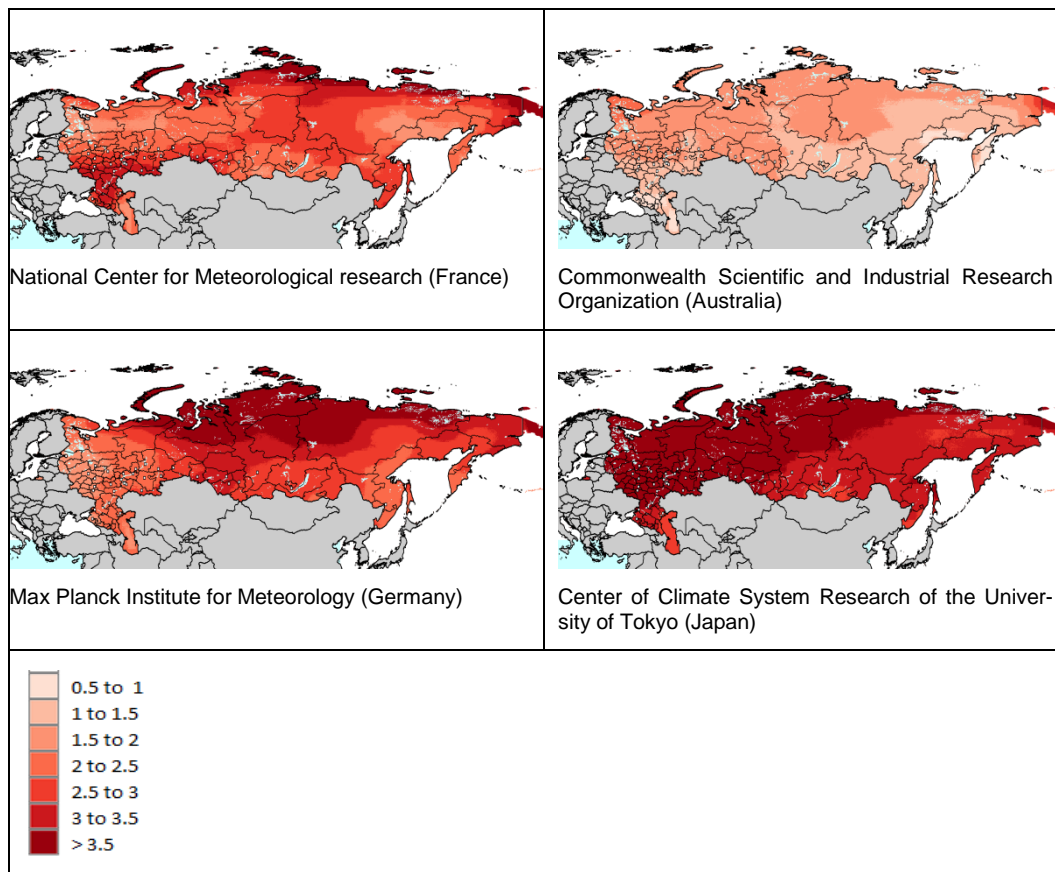 National Center for Meteorological research (France)
Commonwealth Scientific and Industrial Research
Organization (Australia)
Max Planck Institute for Meteorology (Germany)
Center of Climate System Research of the Univer-
sity of Tokyo (Japan)
0.5 to 1
1 to 1.5
1.5 to 2
2 to 2.5
2.5 to 3
3 to 3.5
> 3.5